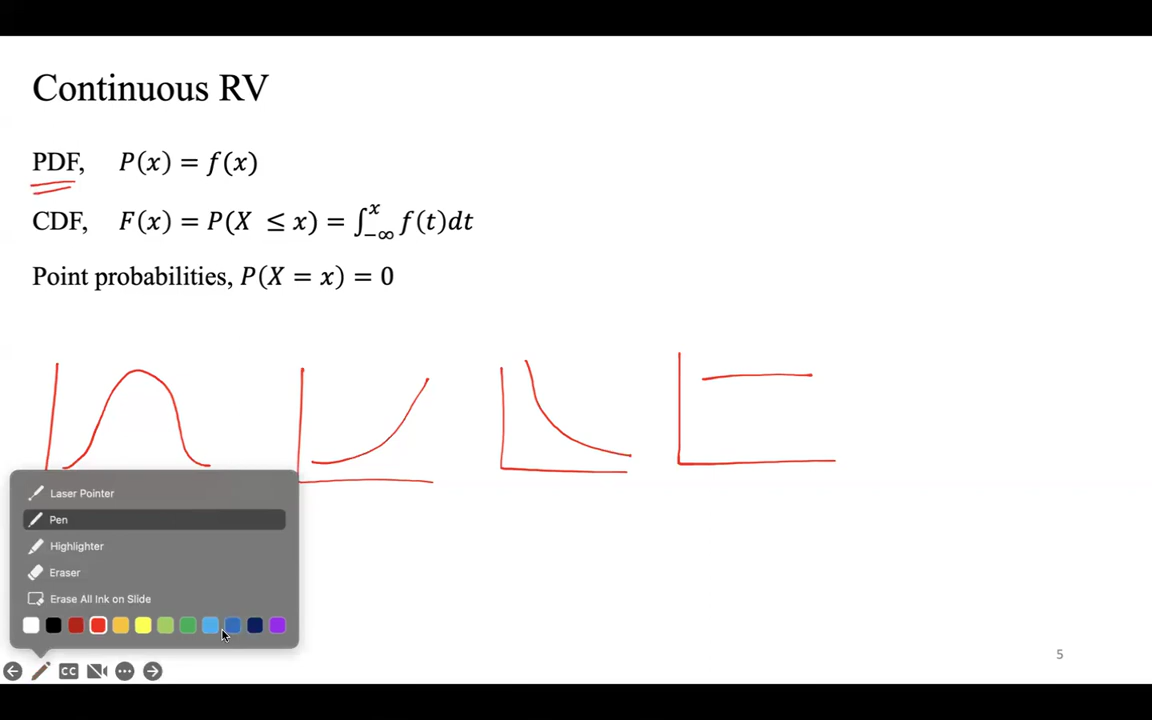 Continuous RV
PDF, P(x) = f(x)
CDF, F(x) = P(X ≤ x) = ∫_{-∞}^{x} f(t)dt
Point probabilities, P(X = x) = 0
Laser Pointer
Pen
Highlighter
Eraser
Erase All Ink on Slide
CC
5